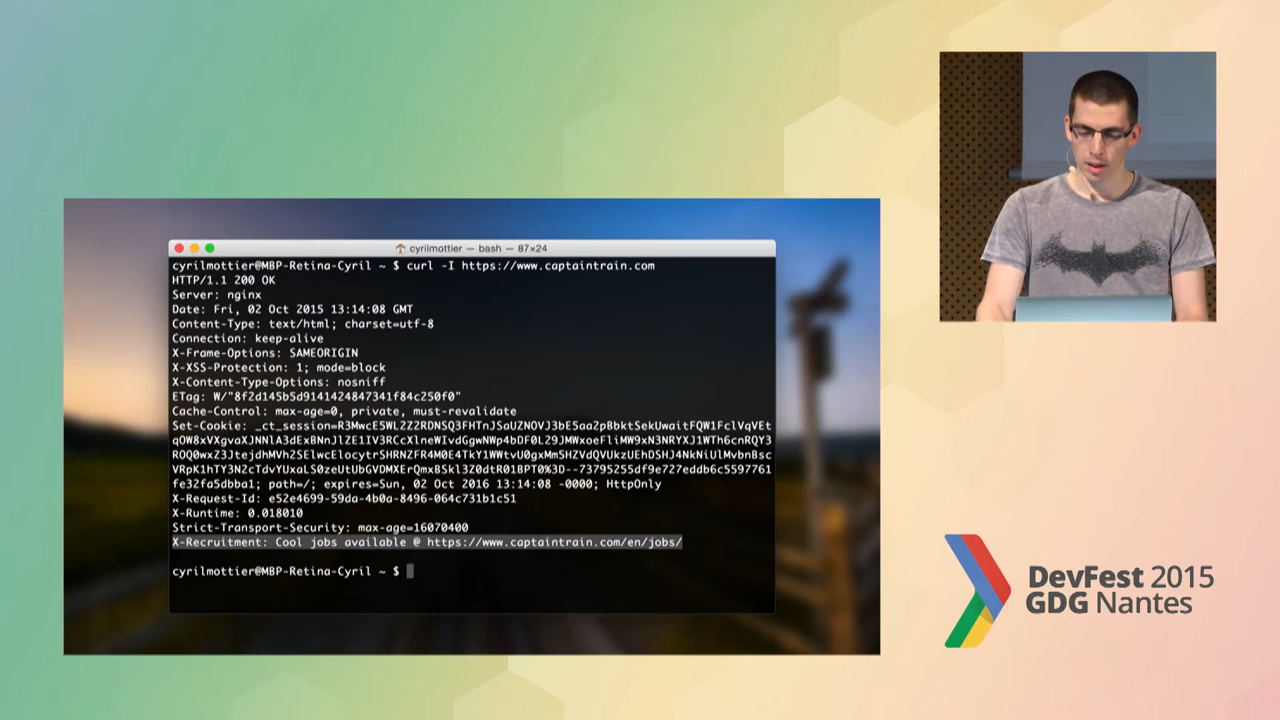 cyrilmottier — bash — 87×24
cyrilmottier@MBP-Retina-Cyril ~ $ curl -I https://www.captaintrain.com
HTTP/1.1 200 OK
Server: nginx
Date: Fri, 02 Oct 2015 13:14:08 GMT
Content-Type: text/html; charset=utf-8
Connection: keep-alive
X-Frame-Options: SAMEORIGIN
X-XSS-Protection: 1; mode=block
X-Content-Type-Options: nosniff
ETag: W/"8f2d145b5d9141424847341f84c250f0"
Cache-Control: max-age=0, private, must-revalidate
Set-Cookie: _ct_session=
fe32fa5dbba1; path=/; expires=Sun, 02 Oct 2016 13:14:08 -0000; HttpOnly
X-Request-Id: e52e4699-59da-4b0a-8496-064c731b1c51
X-Runtime: 0.018010
Strict-Transport-Security: max-age=16070400
X-Recruitment: Cool jobs available @ https://www.captaintrain.com/en/jobs/
cyrilmottier@MBP-Retina-Cyril ~ $
DevFest 2015
GDG Nantes